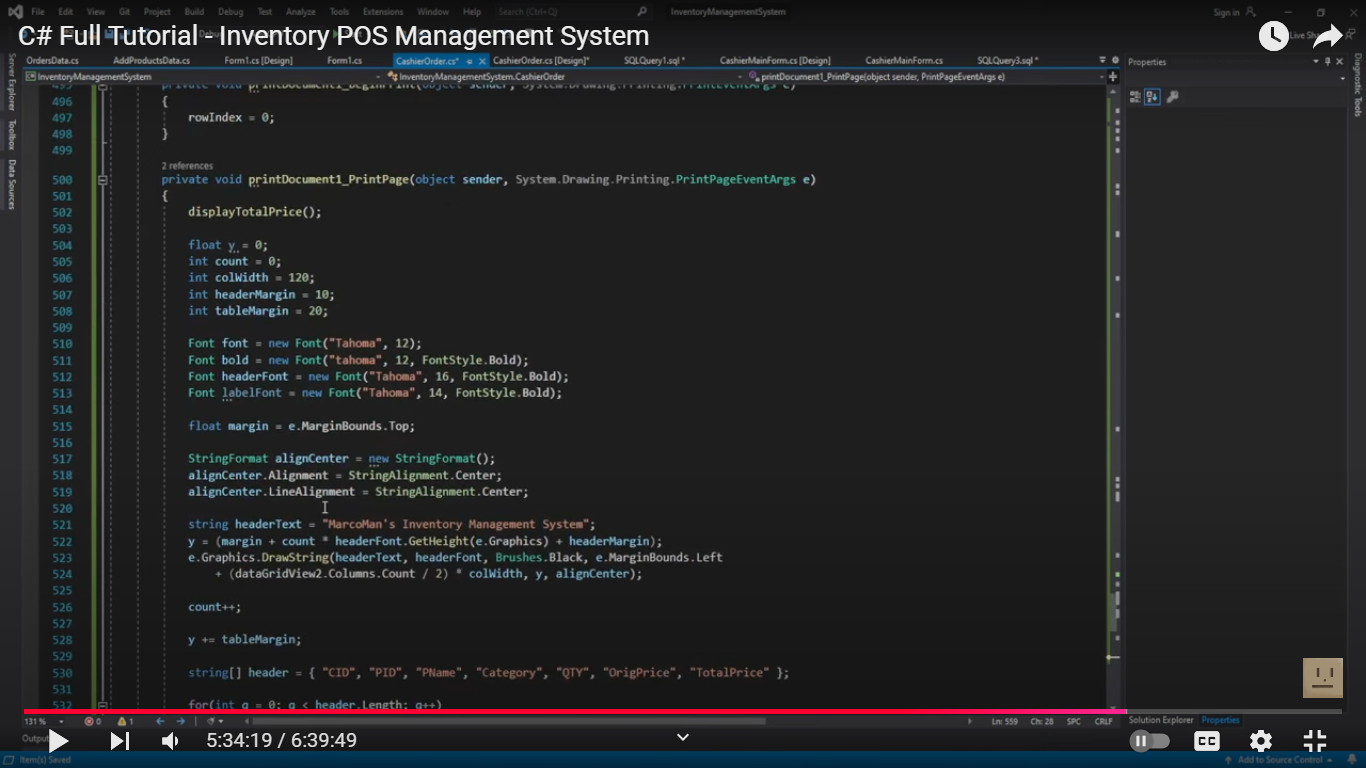 File Edit View Git Project Build Debug Test Analyze Tools Extensions Window Help Search (Ctrl+Q) InventoryManagementSystem Sign in
C# Full Tutorial - Inventory POS Management System
Live Share
OrdersData.cs AddProductsData.cs Form1.cs [Design] Form1.cs CashierOrder.cs* CashierOrder.cs [Design]* SQLQuery1.sql * CashierMainForm.cs [Design] CashierMainForm.cs SQLQuery3.sql * Properties
InventoryManagementSystem InventoryManagementSystem.CashierOrder printDocument1_PrintPage(object sender, PrintPageEventArgs e)
Server Explorer Toolbox Data Sources
Diagnostic Tools
495 private void printDocument1_BeginPrint(object sender, System.Drawing.Printing.PrintEventArgs e)
496 {
497 rowIndex = 0;
498 }
499
2 references
500 private void printDocument1_PrintPage(object sender, System.Drawing.Printing.PrintPageEventArgs e)
501 {
502 displayTotalPrice();
503
504 float y = 0;
505 int count = 0;
506 int colWidth = 120;
507 int headerMargin = 10;
508 int tableMargin = 20;
509
510 Font font = new Font("Tahoma", 12);
511 Font bold = new Font("tahoma", 12, FontStyle.Bold);
512 Font headerFont = new Font("Tahoma", 16, FontStyle.Bold);
513 Font labelFont = new Font("Tahoma", 14, FontStyle.Bold);
514
515 float margin = e.MarginBounds.Top;
516
517 StringFormat alignCenter = new StringFormat();
518 alignCenter.Alignment = StringAlignment.Center;
519 alignCenter.LineAlignment = StringAlignment.Center;
520
521 string headerText = "MarcoMan's Inventory Management System";
522 y = (margin + count * headerFont.GetHeight(e.Graphics) + headerMargin);
523 e.Graphics.DrawString(headerText, headerFont, Brushes.Black, e.MarginBounds.Left
524 + (dataGridView2.Columns.Count / 2) * colWidth, y, alignCenter);
525
526 count++;
527
528 y += tableMargin;
529
530 string[] header = { "CID", "PID", "PName", "Category", "QTY", "OrigPrice", "TotalPrice" };
531
532 for(int q = 0; q < header.Length; q++)
131 % 0 1 Ln: 559 Ch: 28 SPC CRLF Solution Explorer Properties
Output
5:34:19 / 6:39:49
CC
Item(s) Saved Add to Source Control